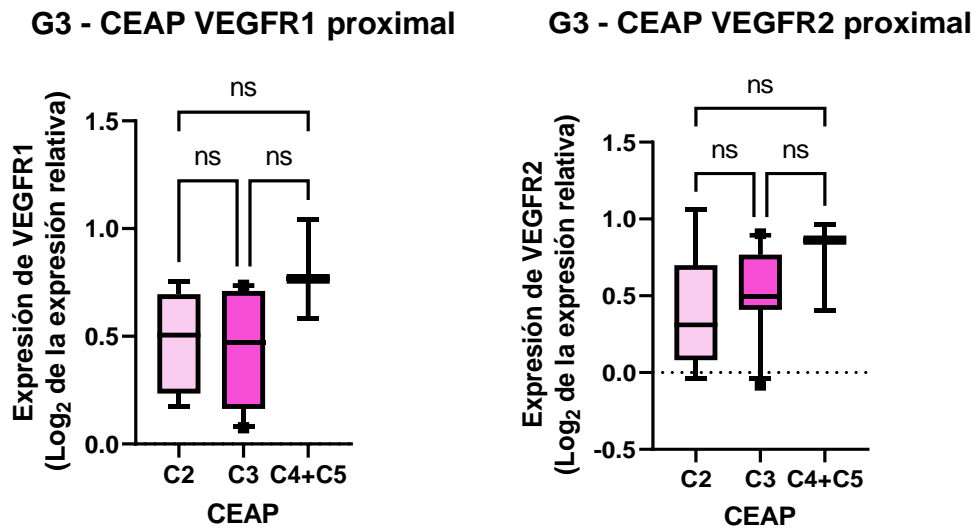 G3 - CEAP VEGFR1 proximal
Expresión de VEGFR1
(Log₂ de la expresión relativa)
1.5
1.0
0.5
0.0
ns
ns
ns
C2
C3
C4+C5
CEAP
G3 - CEAP VEGFR2 proximal
Expresión de VEGFR2
(Log₂ de la expresión relativa)
1.5
1.0
0.5
0.0
-0.5
ns
ns
ns
C2
C3
C4+C5
CEAP